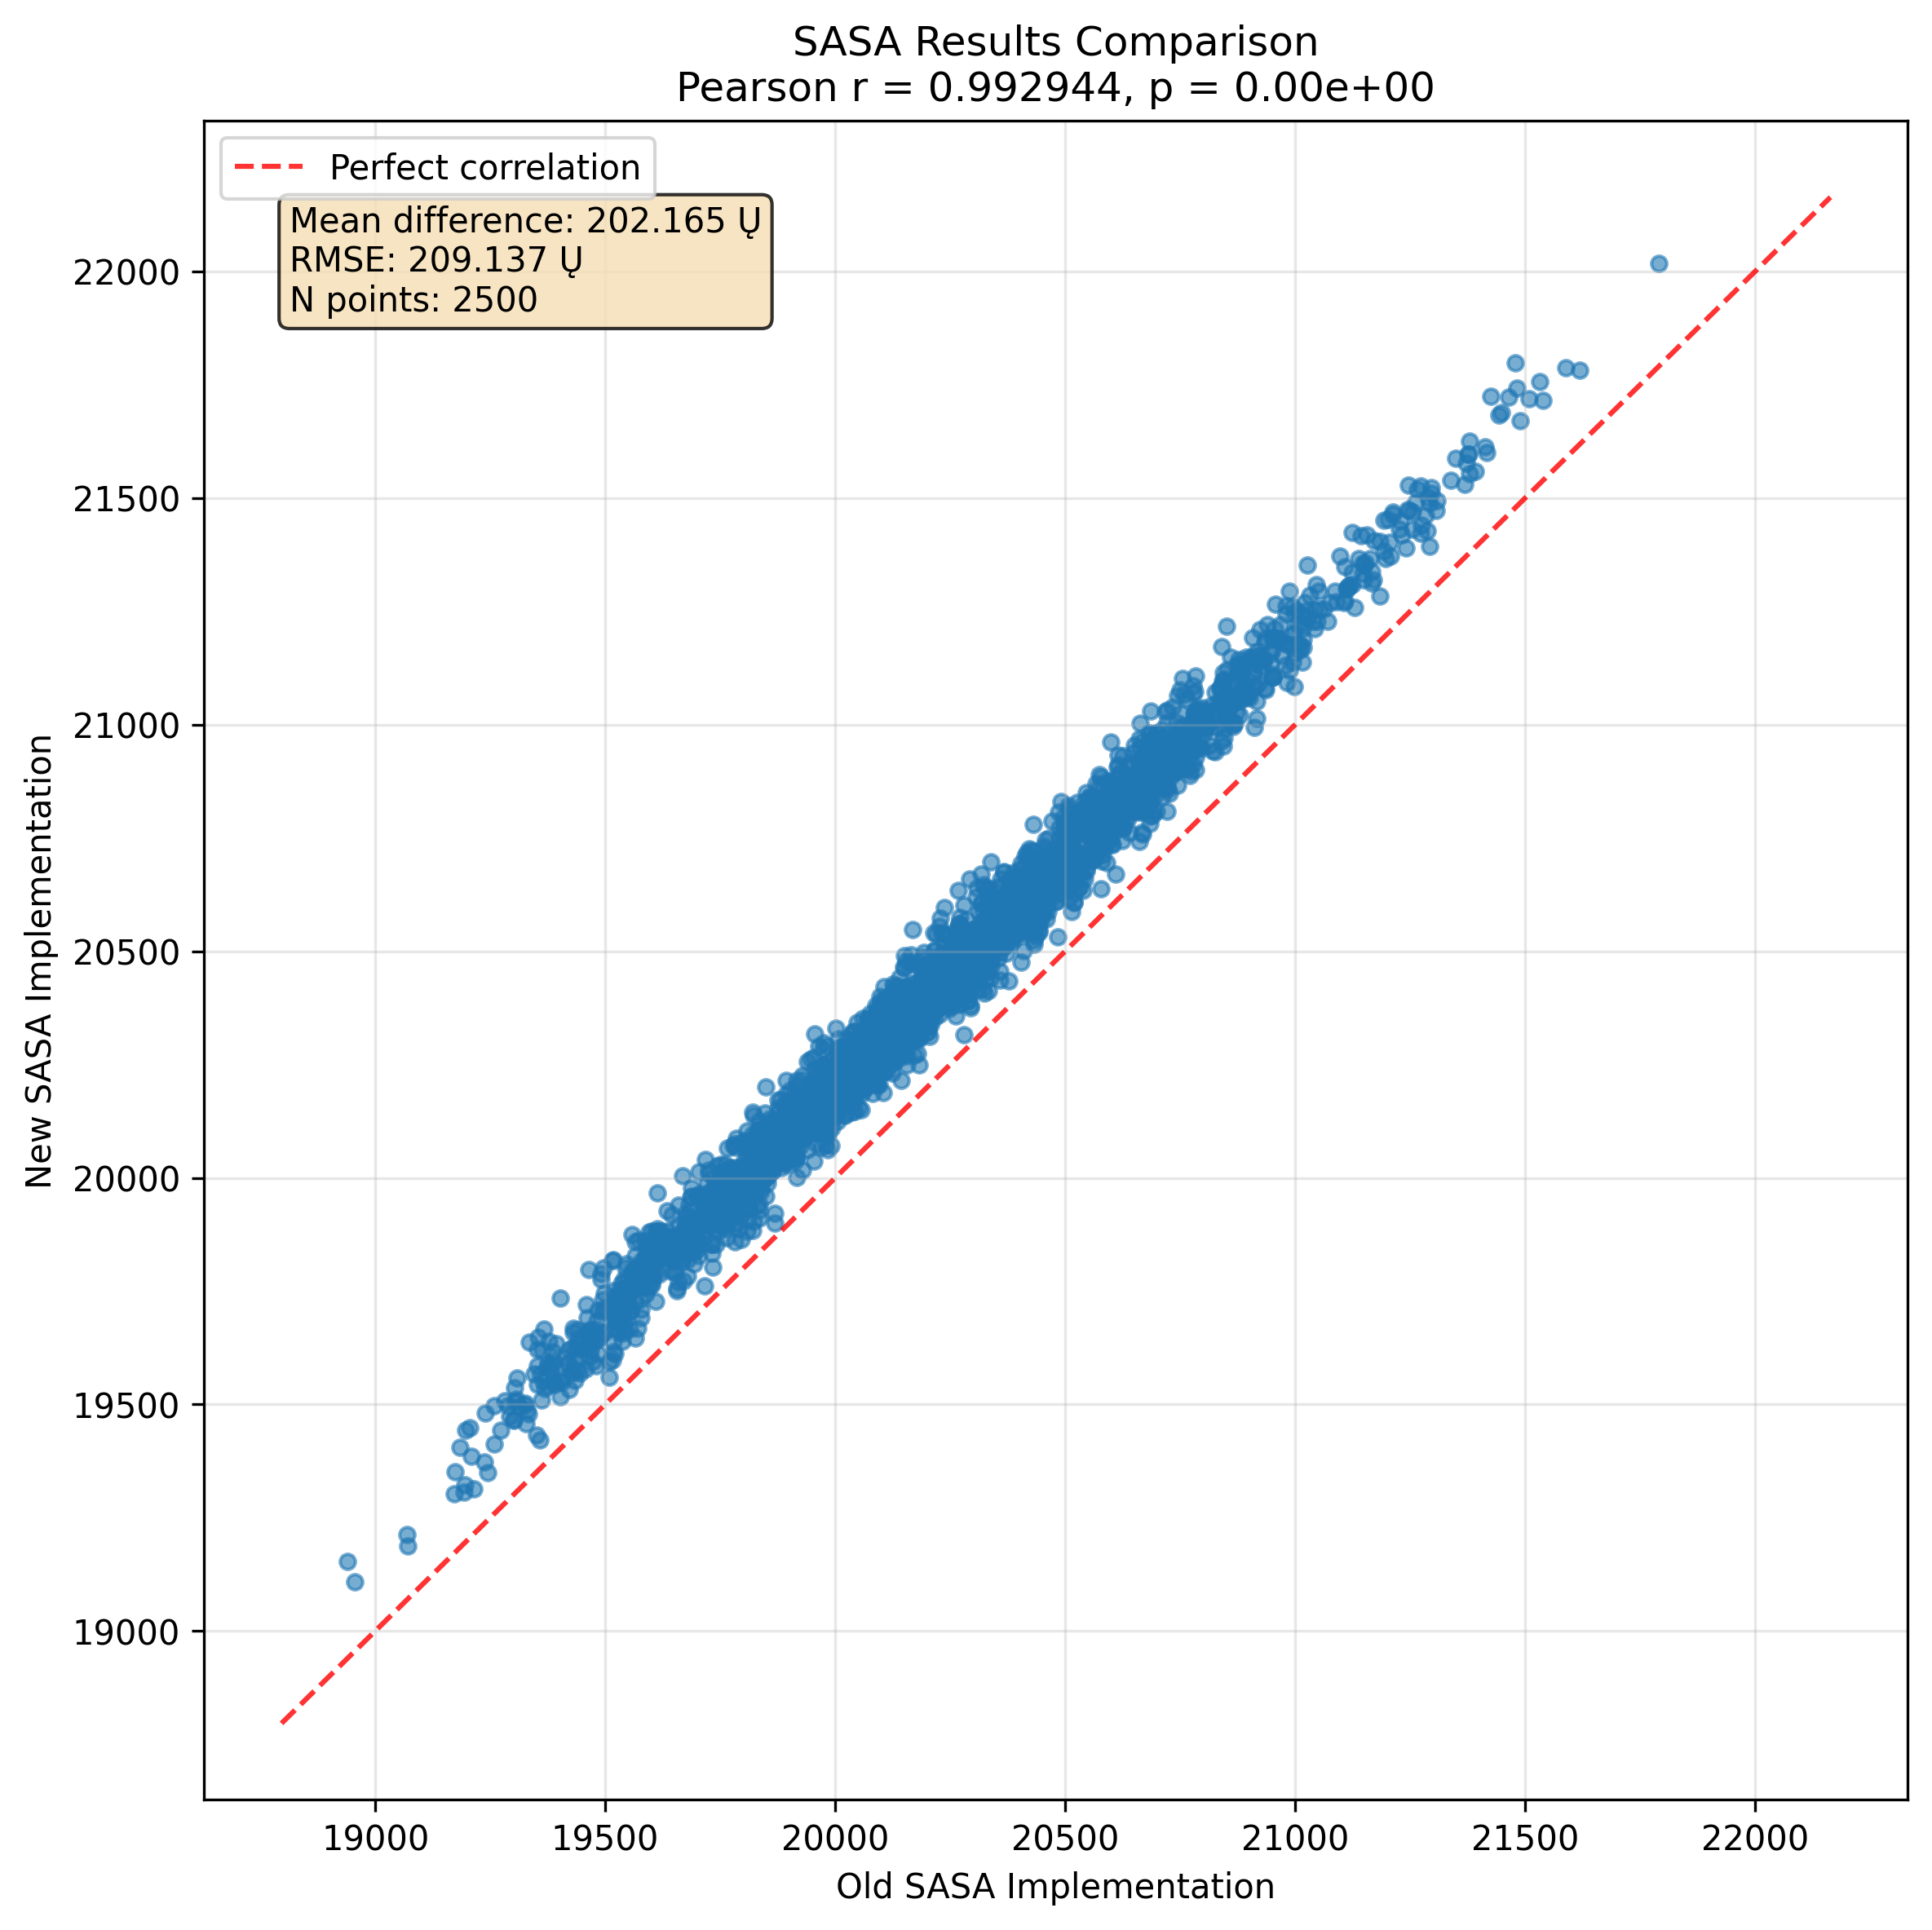 SASA Results Comparison
Pearson r = 0.992944, p = 0.00e+00
Perfect correlation
Mean difference: 202.165 Ų
RMSE: 209.137 Ų
N points: 2500
New SASA Implementation
22000
21500
21000
20500
20000
19500
19000
19000 19500 20000 20500 21000 21500 22000
Old SASA Implementation